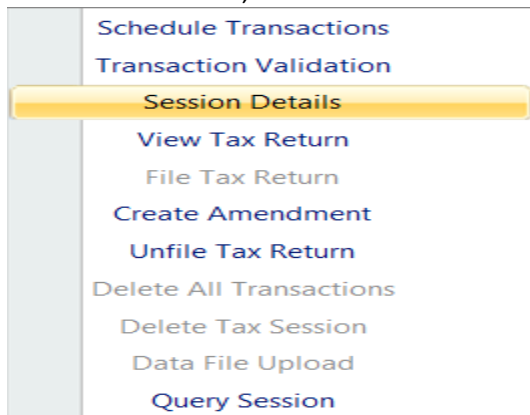 Schedule Transactions
Transaction Validation
Session Details
View Tax Return
File Tax Return
Create Amendment
Unfile Tax Return
Delete All Transactions
Delete Tax Session
Data File Upload
Query Session